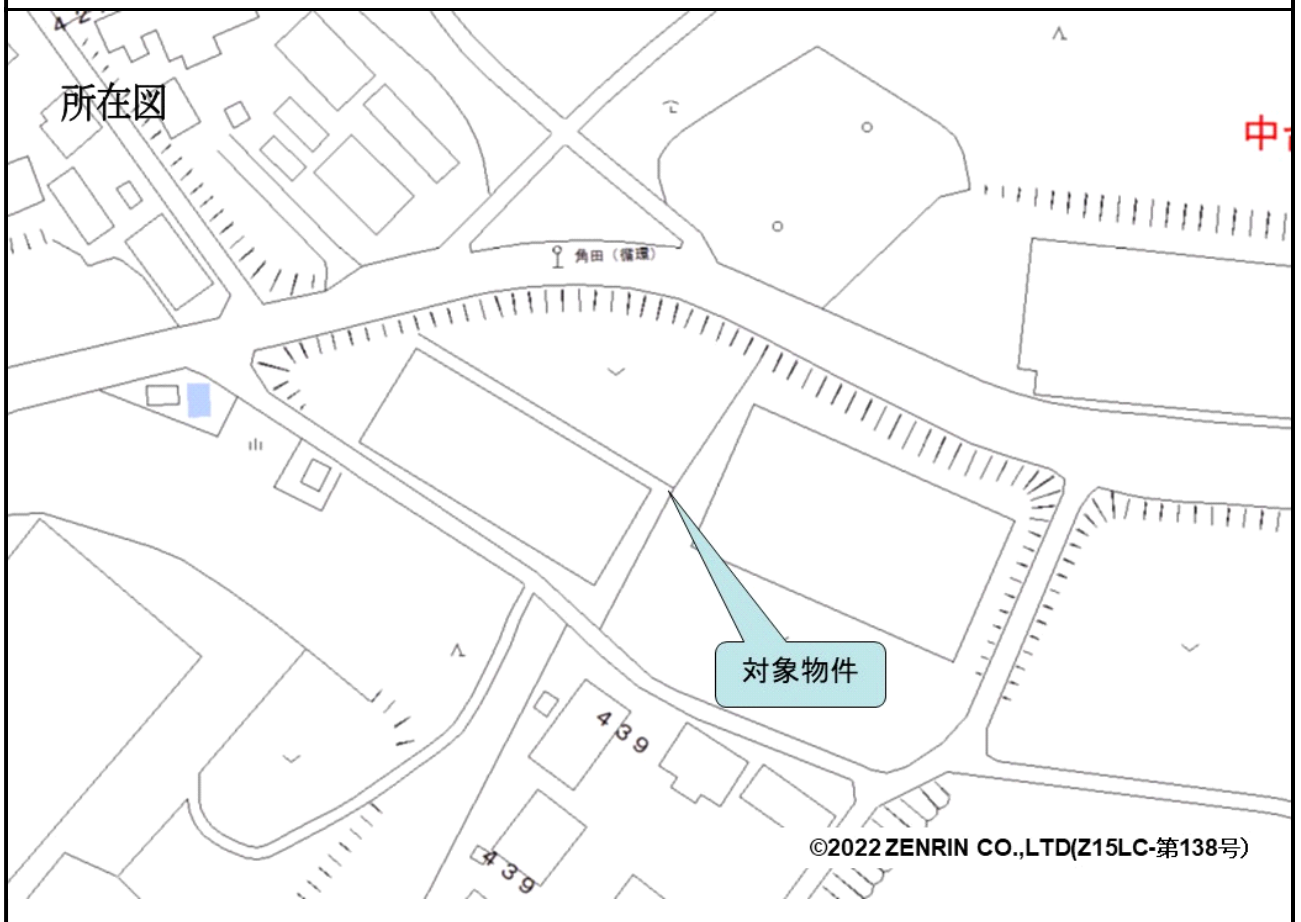 所在図
中
角田（循環）
対象物件
439
439
©2022 ZENRIN CO.,LTD(Z15LC-第138号)